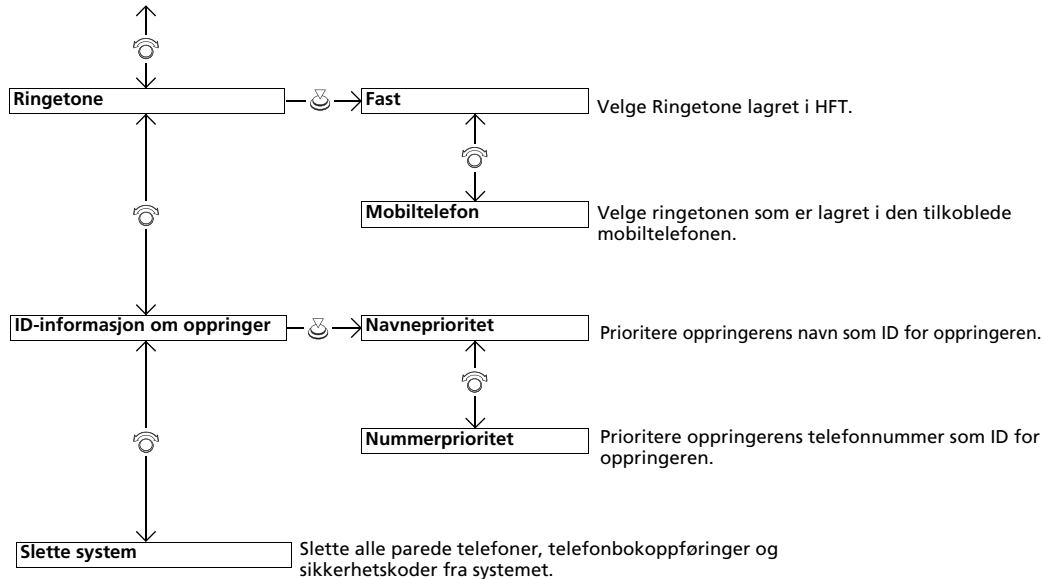 Ringetone
Fast
Velge Ringetone lagret i HFT.
Mobiltelefon
Velge ringetonen som er lagret i den tilkoblede
mobiltelefonen.
ID-informasjon om oppringer
Navneprioritet
Prioritere oppringerens navn som ID for oppringeren.
Nummerprioritet
Prioritere oppringerens telefonnummer som ID for
oppringeren.
Slette system
Slette alle parede telefoner, telefonbokoppføringer og
sikkerhetskoder fra systemet.